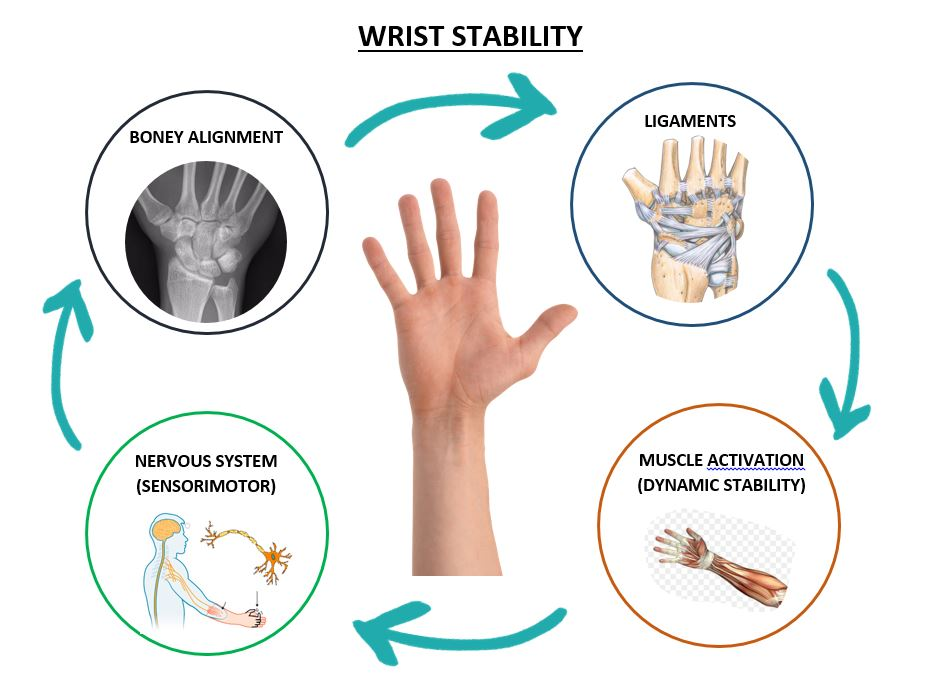 WRIST STABILITY
BONEY ALIGNMENT
LIGAMENTS
NERVOUS SYSTEM
(SENSORIMOTOR)
MUSCLE ACTIVATION
(DYNAMIC STABILITY)